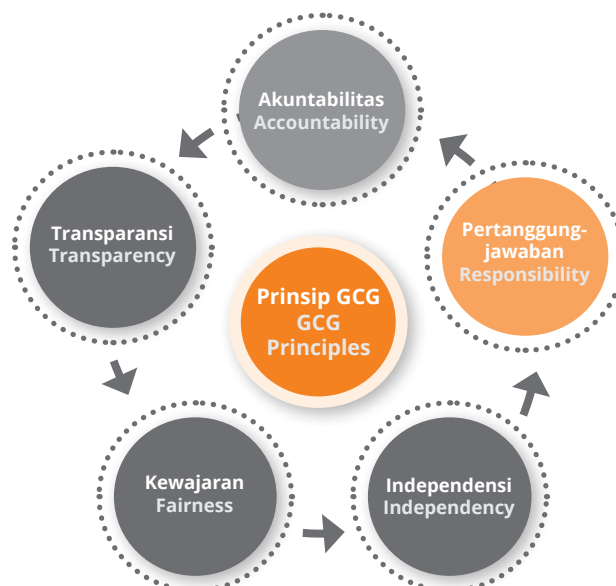 Akuntabilitas
Accountability
Transparansi
Transparency
Pertanggung-
jawaban
Responsibility
Prinsip GCG
GCG
Principles
Kewajaran
Fairness
Independensi
Independency